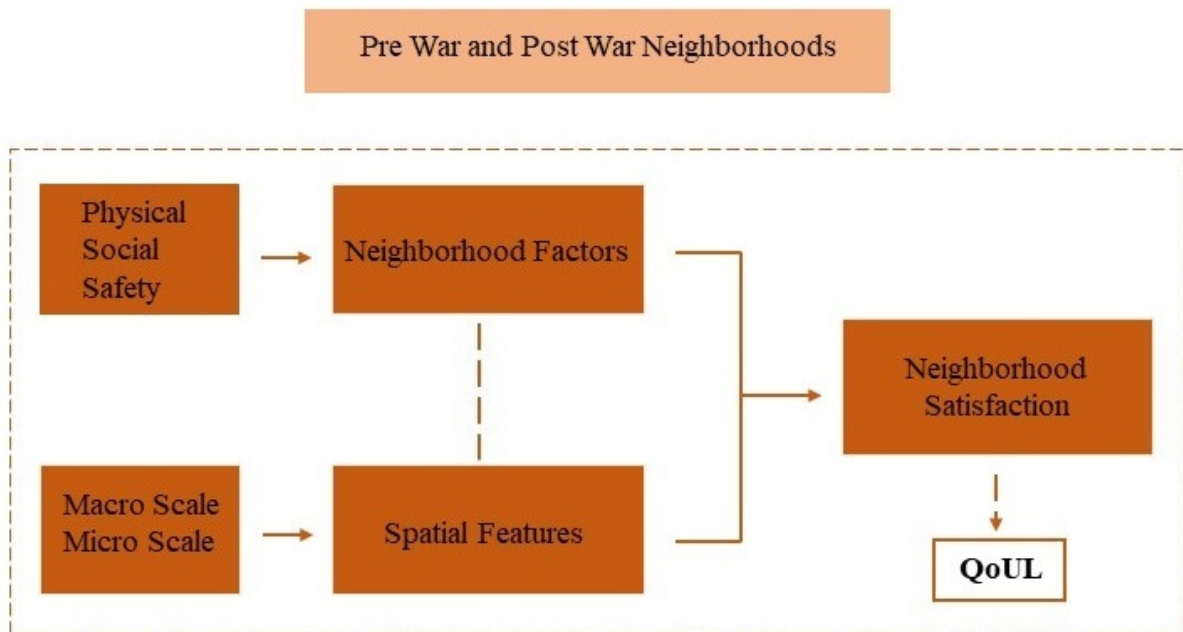 Pre War and Post War Neighborhoods
Physical
Social
Safety
Neighborhood Factors
Neighborhood
Satisfaction
Macro Scale
Micro Scale
Spatial Features
QoUL